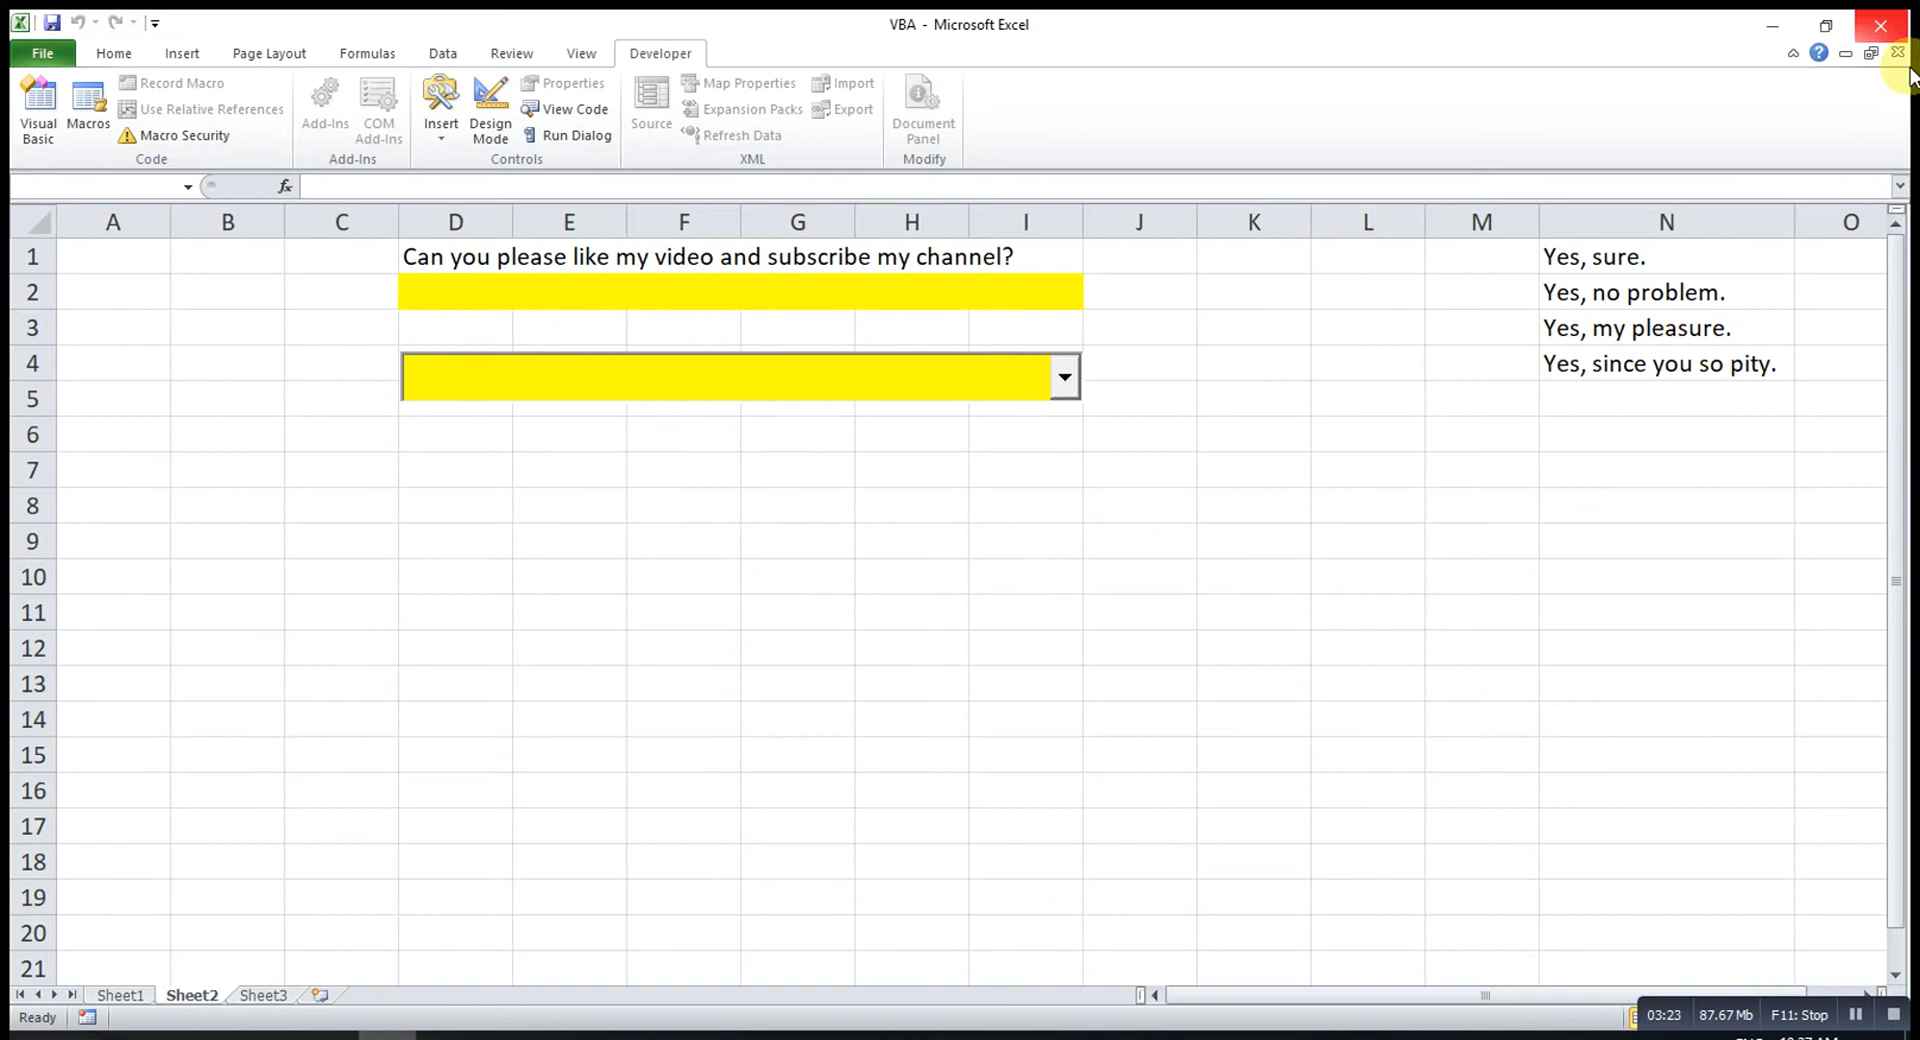 VBA - Microsoft Excel
File Home Insert Page Layout Formulas Data Review View Developer
Visual Basic
Macros
Record Macro
Use Relative References
Macro Security
Code
Add-Ins
COM Add-Ins
Add-Ins
Insert
Design Mode
Properties
View Code
Run Dialog
Controls
Source
Map Properties
Expansion Packs
Refresh Data
Import
Export
XML
Document Panel
Modify
fx
A B C D E F G H I J K L M N O
1 Can you please like my video and subscribe my channel? Yes, sure.
2 Yes, no problem.
3 Yes, my pleasure.
4 Yes, since you so pity.
5
6
7
8
9
10
11
12
13
14
15
16
17
18
19
20
21
Sheet1 Sheet2 Sheet3
Ready
03:23 87.67 Mb F11: Stop